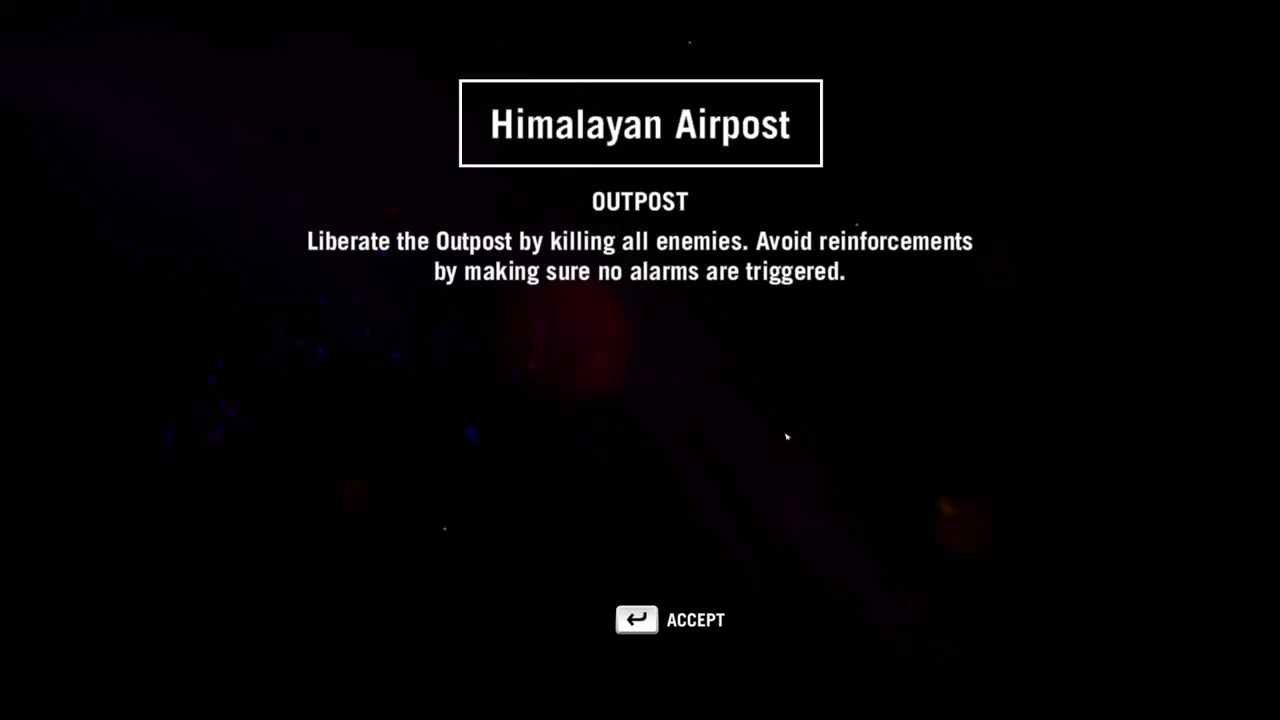 Himalayan Airpost
OUTPOST
Liberate the Outpost by killing all enemies. Avoid reinforcements
by making sure no alarms are triggered.
ACCEPT